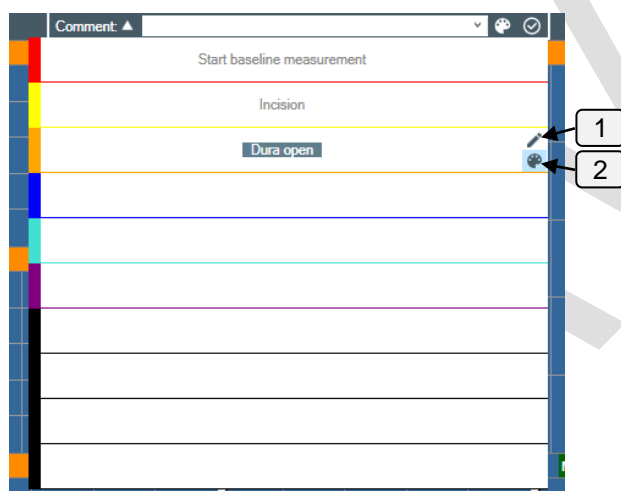 Comment: ▲
Start baseline measurement
Incision
Dura open
1
2